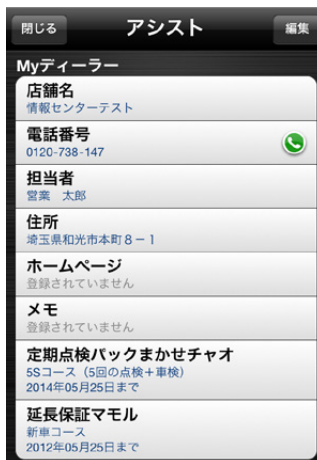 閉じる
アシスト
編集
Myディーラー
店舗名
情報センターテスト
電話番号
0120-738-147
担当者
営業　太郎
住所
埼玉県和光市本町８－１
ホームページ
登録されていません
メモ
登録されていません
定期点検パックまかせチャオ
5Sコース（5回の点検＋車検）
2014年05月25日まで
延長保証マモル
新車コース
2012年05月25日まで